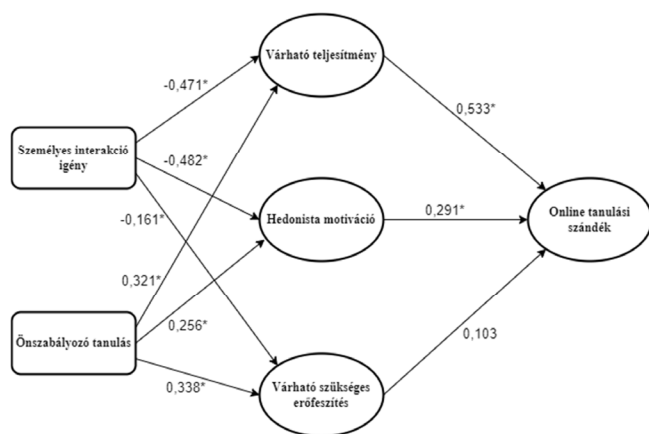 Várható teljesítmény
-0,471*
0,533*
Személyes interakció
igény
-0,482*
Hedonista motiváció
0,291*
Online tanulási
szándék
-0,161*
0,321*
0,256*
Önszabályozó tanulás
0,103
0,338*
Várható szükséges
erőfeszítés